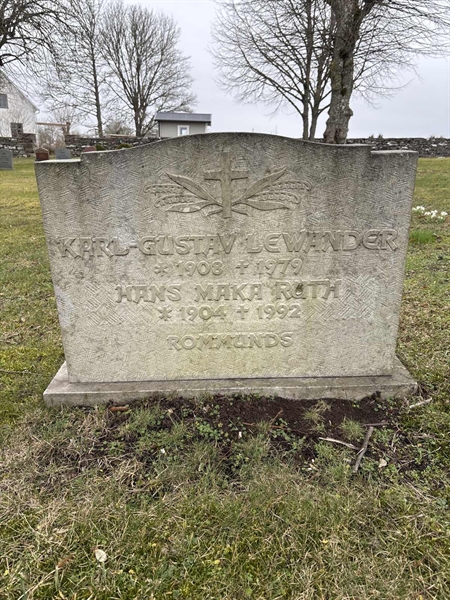 KARL-GUSTAV LEWANDER
* 1908 † 1979
HANS MAKA RUTH
* 1904 † 1992
ROMMUNDS